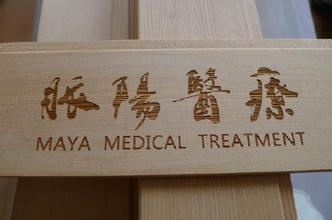 脈陽醫療
MAYA MEDICAL TREATMENT